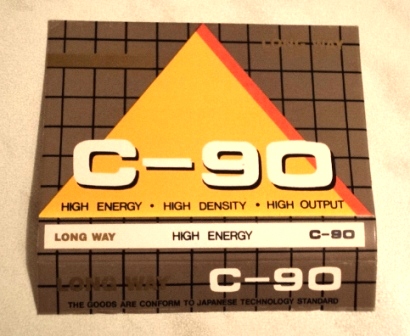 LONG WAY
C-90
HIGH ENERGY · HIGH DENSITY · HIGH OUTPUT
LONG WAY HIGH ENERGY C-90
LONG WAY C-90
THE GOODS ARE CONFORM TO JAPANESE TECHNOLOGY STANDARD